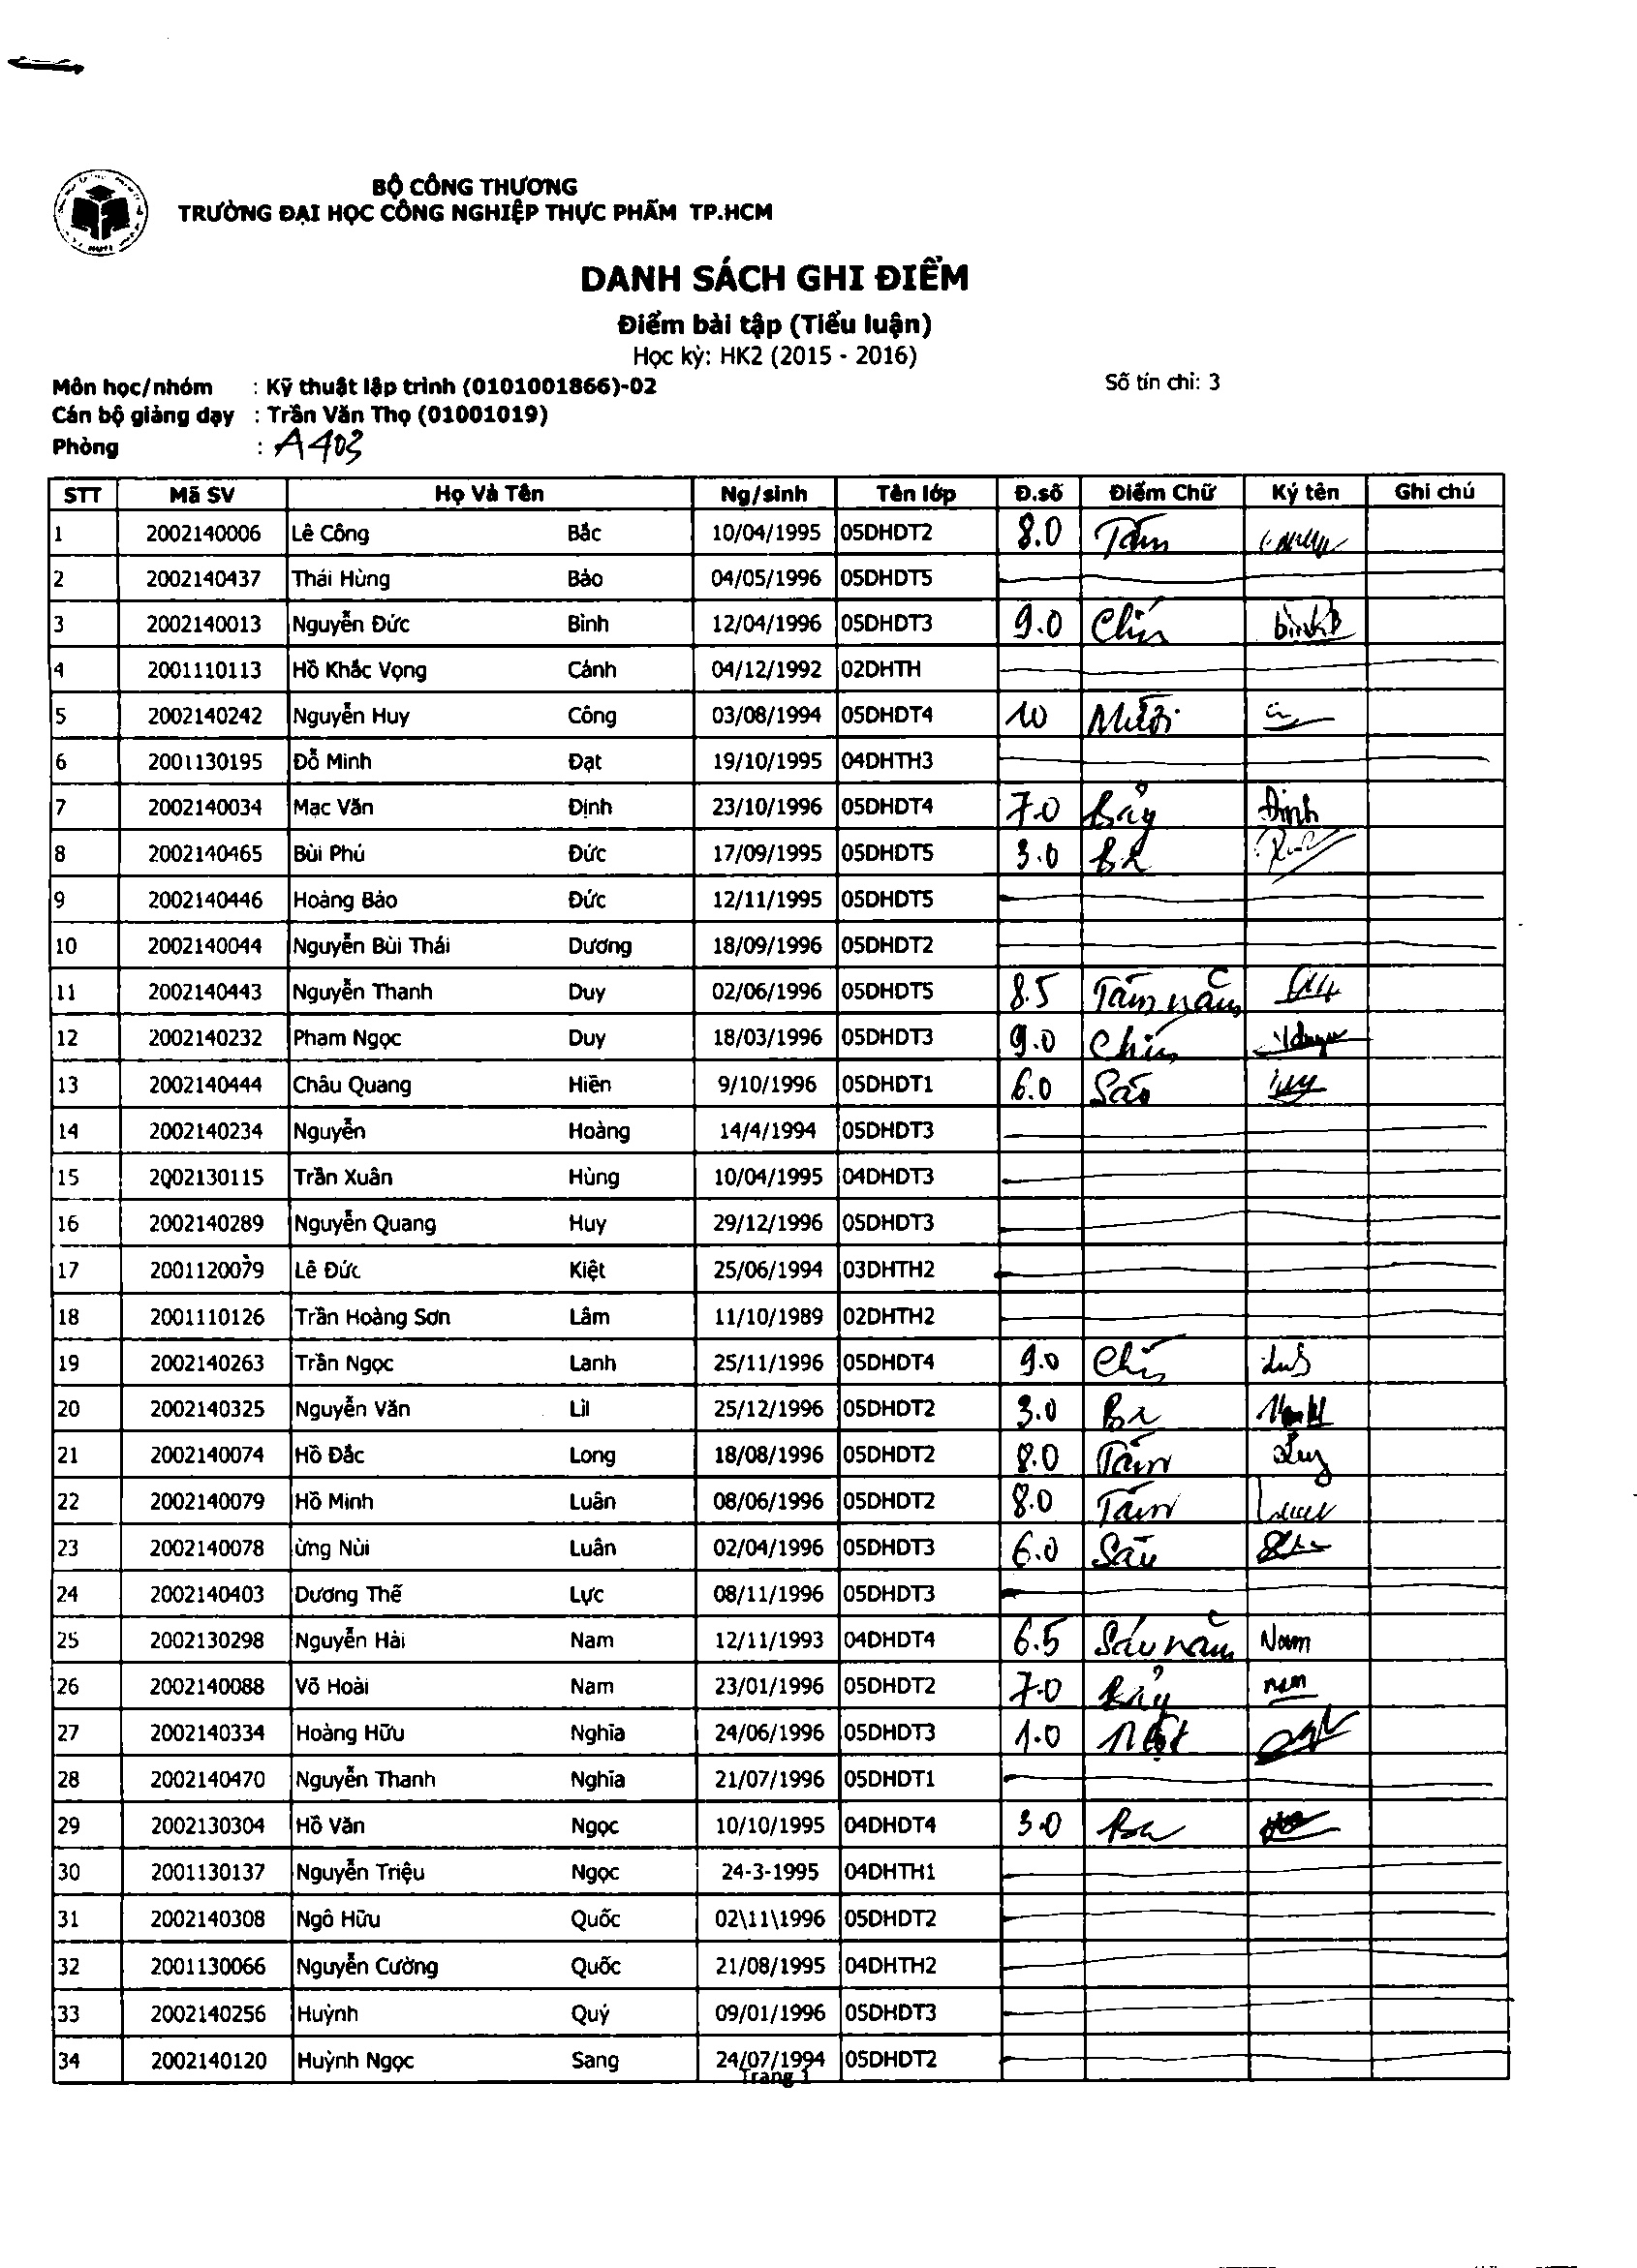 BỘ CÔNG THƯƠNG
TRƯỜNG ĐẠI HỌC CÔNG NGHIỆP THỰC PHẨM TP.HCM
DANH SÁCH GHI ĐIỂM
Điểm bài tập (Tiểu luận)
Học kỳ: HK2 (2015 - 2016)
Môn học/nhóm : Kỹ thuật lập trình (0101001866)-02 Số tín chỉ: 3
Cán bộ giảng dạy : Trần Văn Thọ (01001019)
Phòng : A403
STT Mã SV Họ Và Tên Ng/sinh Tên lớp Đ.số Điểm Chữ Ký tên Ghi chú
1 2002140006 Lê Công Bắc 10/04/1995 05DHDT2 8.0 Tám
2 2002140437 Thái Hùng Bảo 04/05/1996 05DHDT5
3 2002140013 Nguyễn Đức Bình 12/04/1996 05DHDT3 9.0 Chín
4 2001110113 Hồ Khắc Vọng Cảnh 04/12/1992 02DHTH
5 2002140242 Nguyễn Huy Công 03/08/1994 05DHDT4 10 Mười
6 2001130195 Đỗ Minh Đạt 19/10/1995 04DHTH3
7 2002140034 Mạc Văn Định 23/10/1996 05DHDT4 7.0 Bảy Định
8 2002140465 Bùi Phú Đức 17/09/1995 05DHDT5 3.0 Ba
9 2002140446 Hoàng Bảo Đức 12/11/1995 05DHDT5
10 2002140044 Nguyễn Bùi Thái Dương 18/09/1996 05DHDT2
11 2002140443 Nguyễn Thanh Duy 02/06/1996 05DHDT5 8.5 Tám năm
12 2002140232 Phạm Ngọc Duy 18/03/1996 05DHDT3 9.0 Chín
13 2002140444 Châu Quang Hiền 9/10/1996 05DHDT1 6.0 Sáu
14 2002140234 Nguyễn Hoàng 14/4/1994 05DHDT3
15 2002130115 Trần Xuân Hùng 10/04/1995 04DHDT3
16 2002140289 Nguyễn Quang Huy 29/12/1996 05DHDT3
17 2001120079 Lê Đức Kiệt 25/06/1994 03DHTH2
18 2001110126 Trần Hoàng Sơn Lâm 11/10/1989 02DHTH2
19 2002140263 Trần Ngọc Lanh 25/11/1996 05DHDT4 9.0 Chín
20 2002140325 Nguyễn Văn Lil 25/12/1996 05DHDT2 3.0 Ba
21 2002140074 Hồ Đắc Long 18/08/1996 05DHDT2 8.0 Tám
22 2002140079 Hồ Minh Luân 08/06/1996 05DHDT2 8.0 Tám
23 2002140078 ừng Nùi Luân 02/04/1996 05DHDT3 6.0 Sáu
24 2002140403 Dương Thế Lực 08/11/1996 05DHDT3
25 2002130298 Nguyễn Hải Nam 12/11/1993 04DHDT4 6.5 Sáu năm Nam
26 2002140088 Võ Hoài Nam 23/01/1996 05DHDT2 7.0 Bảy nam
27 2002140334 Hoàng Hữu Nghĩa 24/06/1996 05DHDT3 1.0 Một
28 2002140470 Nguyễn Thanh Nghĩa 21/07/1996 05DHDT1
29 2002130304 Hồ Văn Ngọc 10/10/1995 04DHDT4 3.0 Ba
30 2001130137 Nguyễn Triệu Ngọc 24-3-1995 04DHTH1
31 2002140308 Ngô Hữu Quốc 02\11\1996 05DHDT2
32 2001130066 Nguyễn Cường Quốc 21/08/1995 04DHTH2
33 2002140256 Huỳnh Quý 09/01/1996 05DHDT3
34 2002140120 Huỳnh Ngọc Sang 24/07/1994 05DHDT2
Trang 1